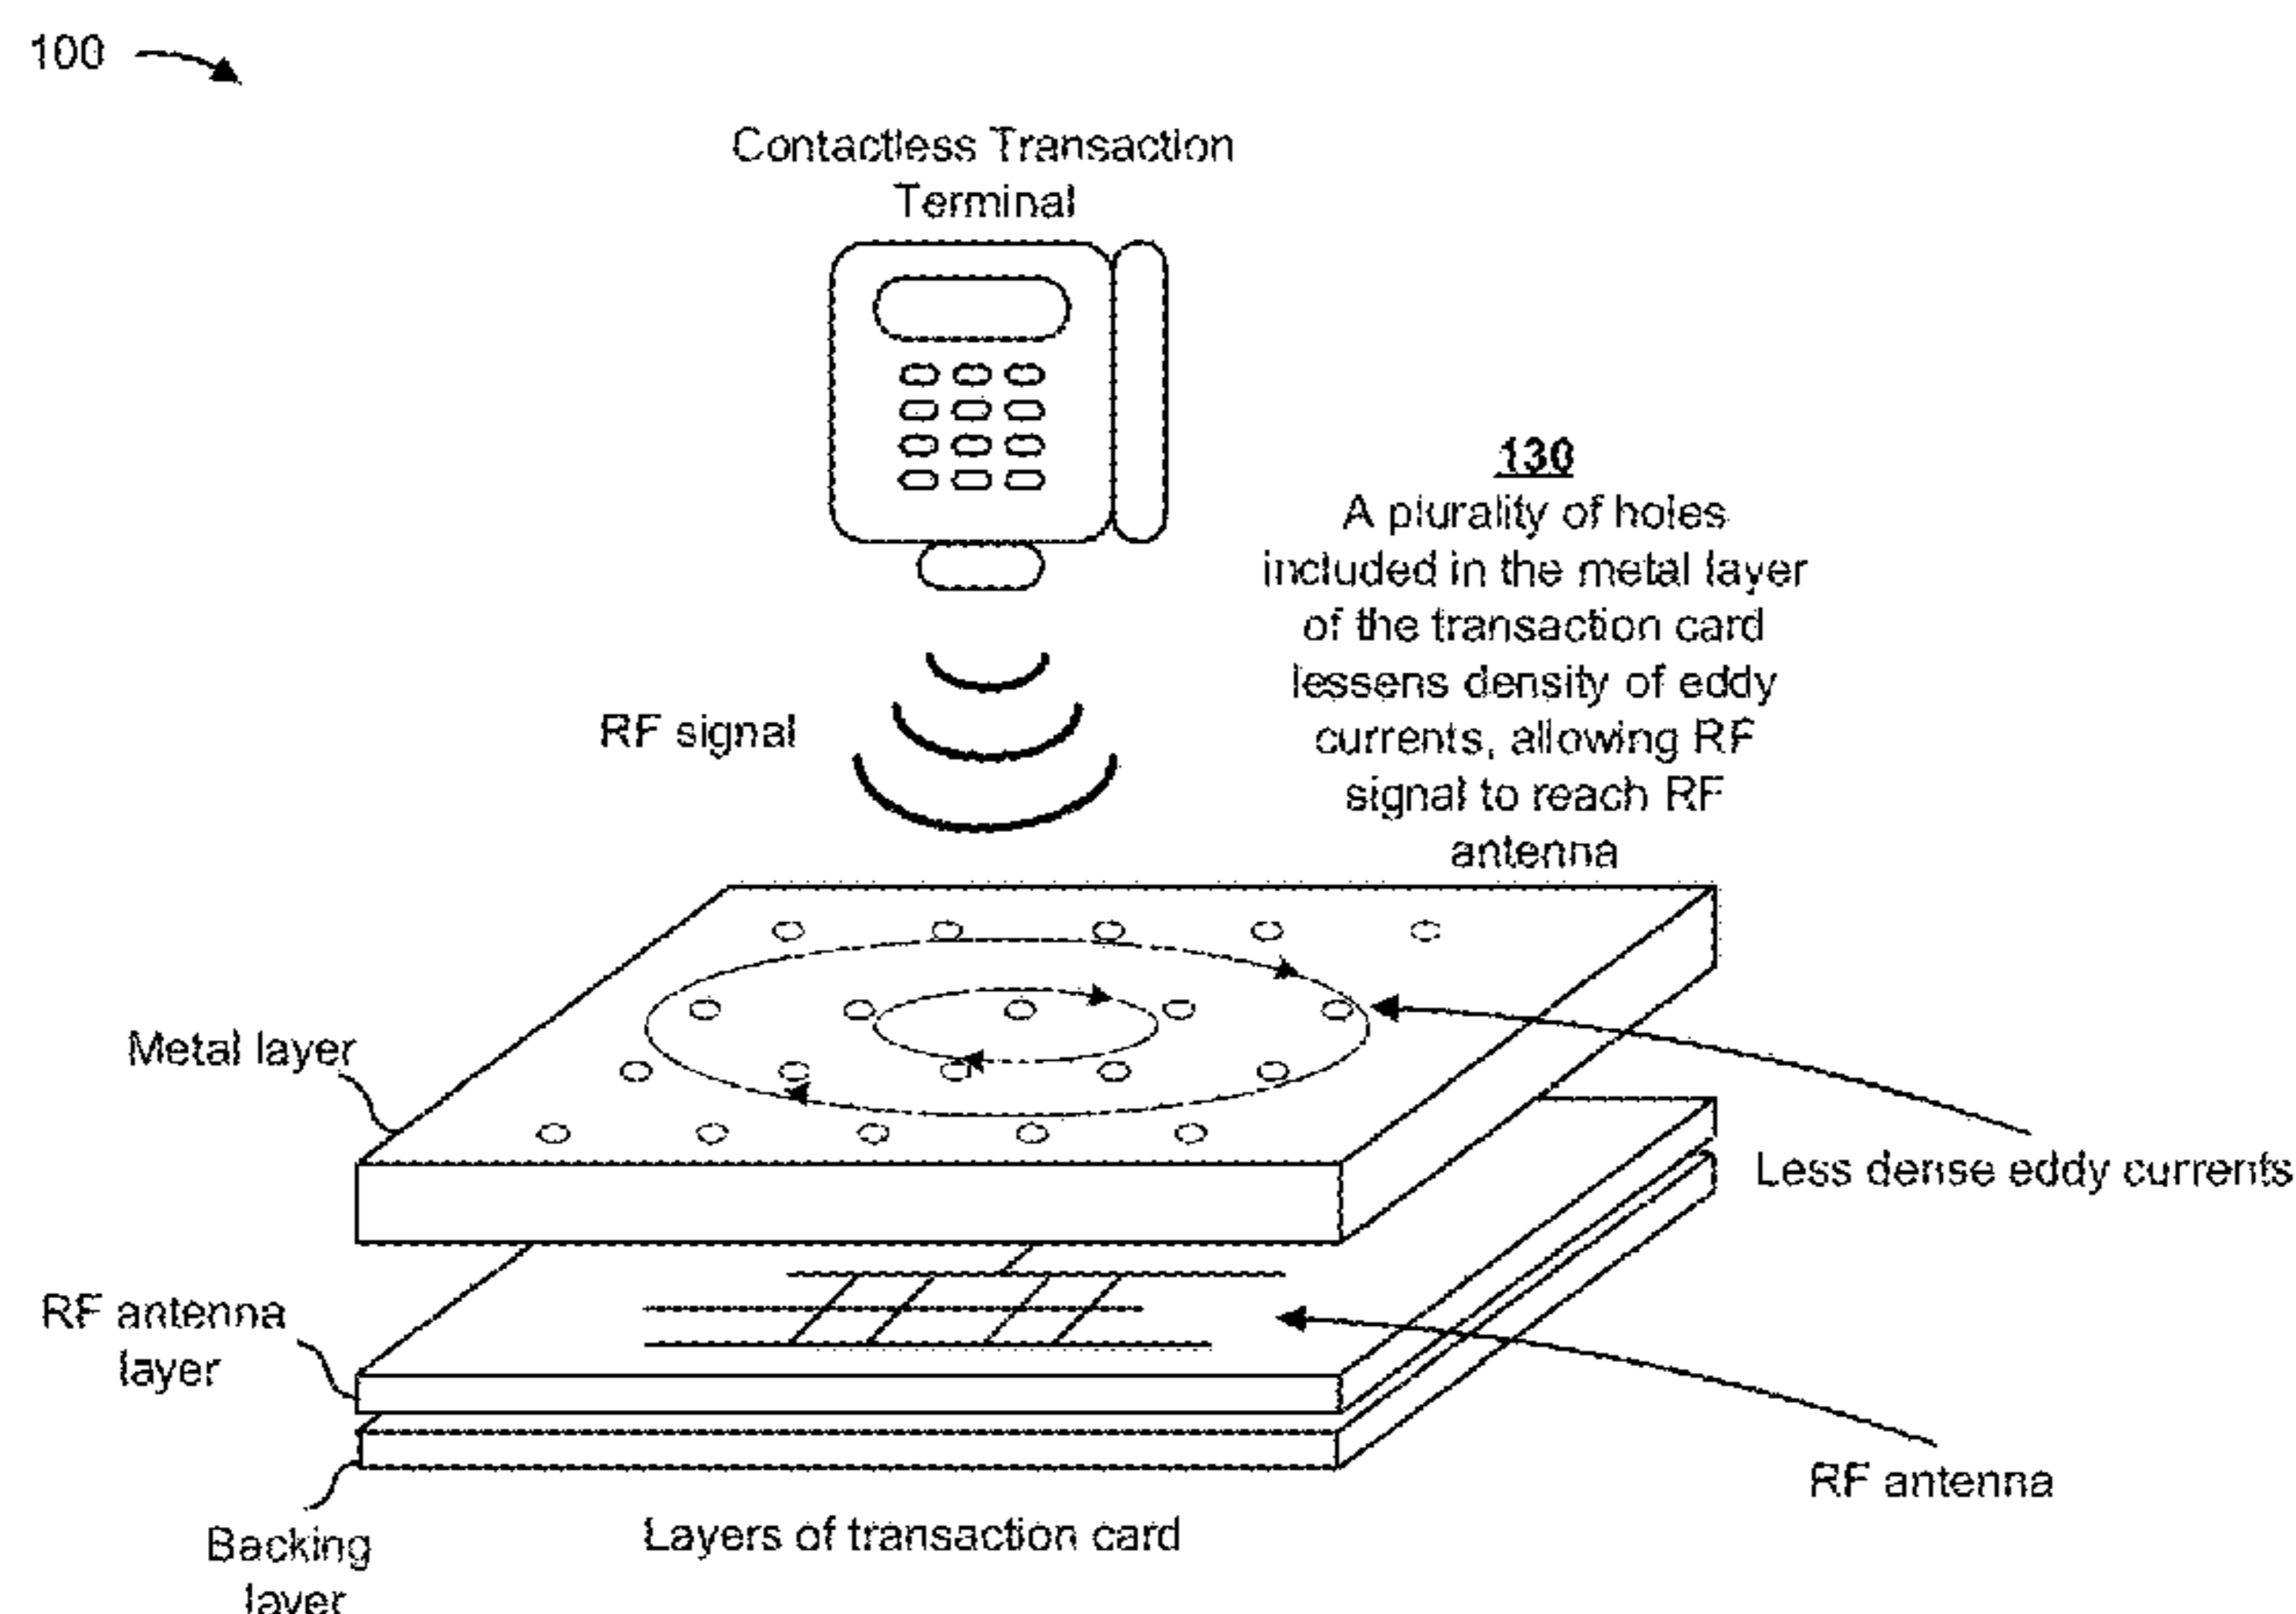 100
Contactless Transaction
Terminal
130
A plurality of holes
included in the metal layer
of the transaction card
lessens density of eddy
currents, allowing RF
signal to reach RF
antenna
RF signal
Metal layer
Less dense eddy currents
RF antenna
layer
RF antenna
Backing
layer
Layers of transaction card